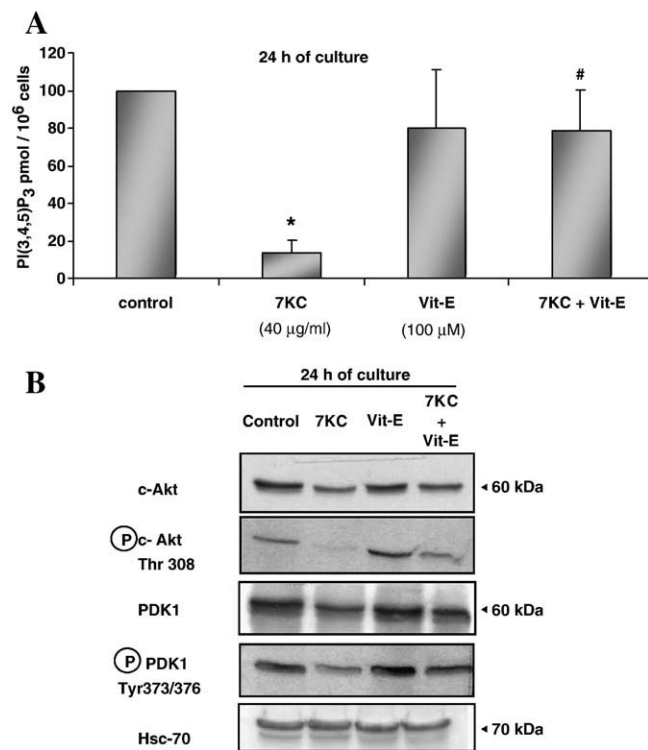 A
24 h of culture
PI(3,4,5)P3 pmol / 10^6 cells
120
100
80
60
40
20
0
*
#
control 7KC Vit-E 7KC + Vit-E
(40 µg/ml) (100 µM)
B
24 h of culture
Control 7KC Vit-E 7KC
+
Vit-E
c-Akt ◄ 60 kDa
P c- Akt
Thr 308
PDK1 ◄ 60 kDa
P PDK1
Tyr373/376
Hsc-70 ◄ 70 kDa